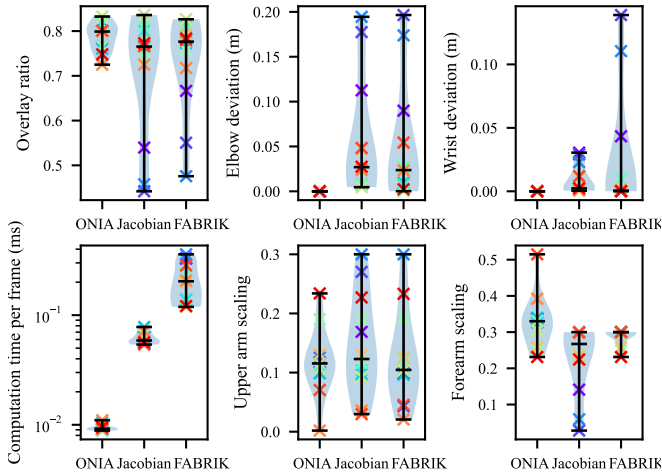 Overlay ratio
0.8
0.7
0.6
0.5
ONIA Jacobian FABRIK
Elbow deviation (m)
0.20
0.15
0.10
0.05
0.00
ONIA Jacobian FABRIK
Wrist deviation (m)
0.10
0.05
0.00
ONIA Jacobian FABRIK
Computation time per frame (ms)
10⁻¹
10⁻²
ONIA Jacobian FABRIK
Upper arm scaling
0.3
0.2
0.1
0.0
ONIA Jacobian FABRIK
Forearm scaling
0.5
0.4
0.3
0.2
0.1
ONIA Jacobian FABRIK